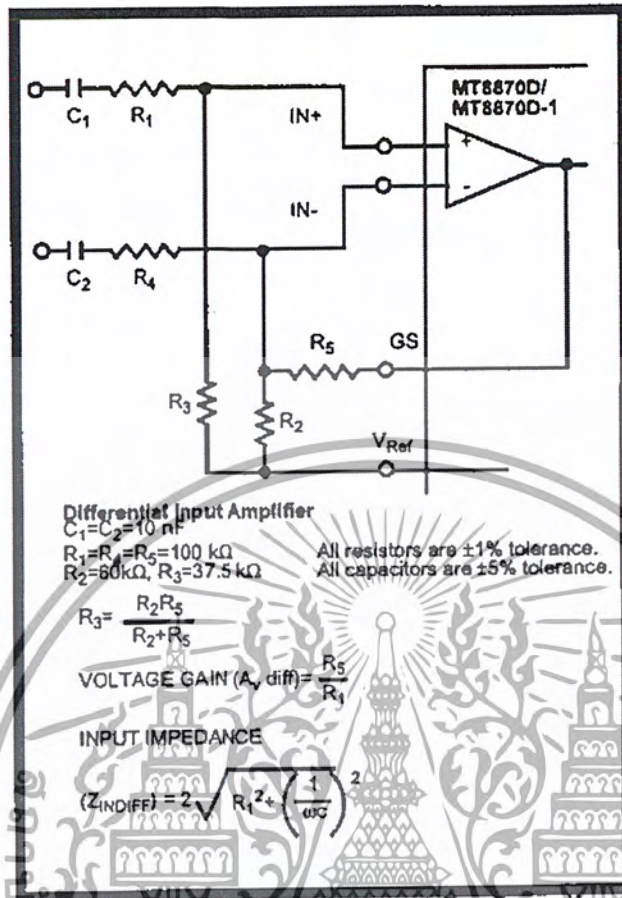 MT8870D/
MT8870D-1
C₁ R₁ IN+
+
-
IN-
C₂ R₄
R₅ GS
R₃ R₂
V_Ref
Differential Input Amplifier
C₁=C₂=10 nF
R₁=R₄=R₅=100 kΩ All resistors are ±1% tolerance.
R₂=60kΩ, R₃=37.5 kΩ All capacitors are ±5% tolerance.
R₃= R₂R₅ / R₂+R₅
VOLTAGE GAIN (Aᵥ diff)= R₅ / R₁
INPUT IMPEDANCE
(Z_INDIFF) = 2 √ R₁² + ( 1 / ωc )²